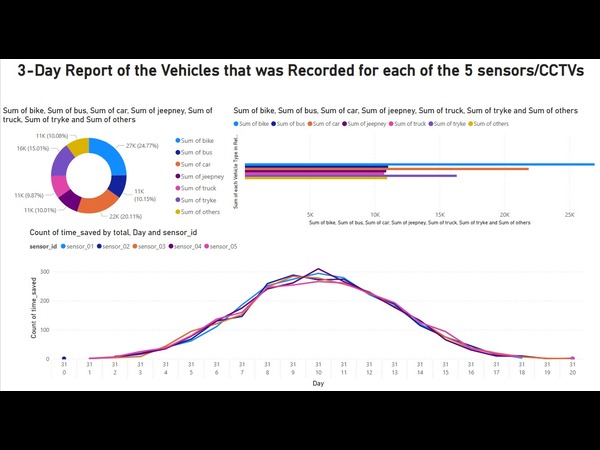 3-Day Report of the Vehicles that was Recorded for each of the 5 sensors/CCTVs
Sum of bike, Sum of bus, Sum of car, Sum of jeepney, Sum of
truck, Sum of tryke and Sum of others
11K (10.08%)
27K (24.77%)
16K (15.01%)
11K
(10.15%)
11K (9.87%)
11K (10.01%)
22K (20.11%)
Sum of bike
Sum of bus
Sum of car
Sum of jeepney
Sum of truck
Sum of tryke
Sum of others
Sum of bike, Sum of bus, Sum of car, Sum of jeepney, Sum of truck, Sum of tryke and Sum of others
Sum of bike Sum of bus Sum of car Sum of jeepney Sum of truck Sum of tryke Sum of others
Sum of each Vehicle Type in Rel...
5K 10K 15K 20K 25K
Sum of bike, Sum of bus, Sum of car, Sum of jeepney, Sum of truck, Sum of tryke and Sum of others
Count of time_saved by total, Day and sensor_id
sensor_id sensor_01 sensor_02 sensor_03 sensor_04 sensor_05
Count of time_saved
300
200
100
0
31 31 31 31 31 31 31 31 31 31 31 31 31 31 31 31 31 31 31 31 31
0 1 2 3 4 5 6 7 8 9 10 11 12 13 14 15 16 17 18 19 20
Day